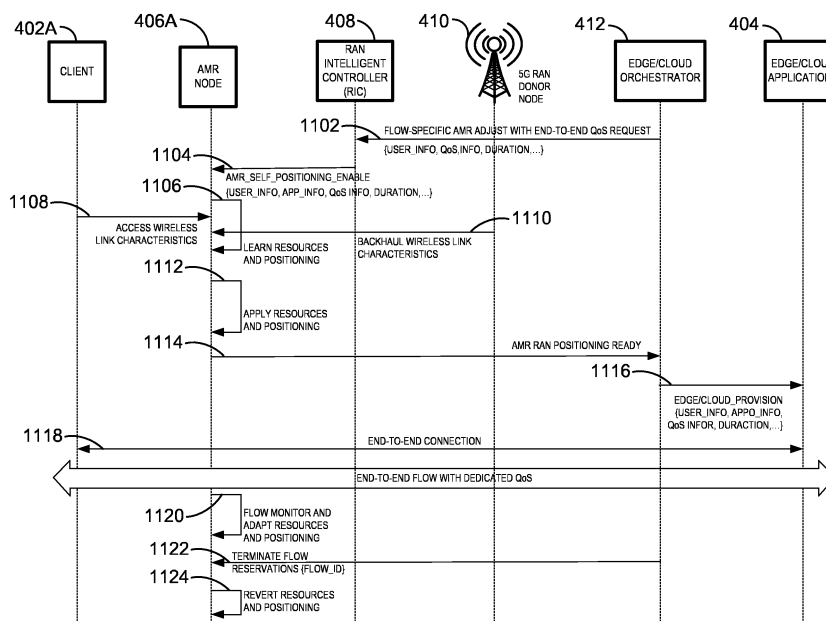 402A
406A
408
410
412
404
CLIENT
AMR
NODE
RAN
INTELLIGENT
CONTROLLER
(RIC)
5G RAN
DONOR
NODE
EDGE/CLOUD
ORCHESTRATOR
EDGE/CLOUD
APPLICATION
1102
FLOW-SPECIFIC AMR ADJUST WITH END-TO-END QoS REQUEST
{USER_INFO, QoS,INFO, DURATION,...}
1104
AMR_SELF_POSITIONING_ENABLE
{USER_INFO, APP_INFO, QoS INFO, DURATION,...}
1106
1108
ACCESS WIRELESS
LINK CHARACTERISTICS
1110
BACKHAUL WIRELESS LINK
CHARACTERISTICS
LEARN RESOURCES
AND POSITIONING
1112
APPLY RESOURCES
AND POSITIONING
1114
AMR RAN POSITIONING READY
1116
EDGE/CLOUD_PROVISION
{USER_INFO, APPO_INFO,
QoS INFOR, DURACTION,...}
1118
END-TO-END CONNECTION
END-TO-END FLOW WITH DEDICATED QoS
1120
FLOW MONITOR AND
ADAPT RESOURCES
AND POSITIONING
1122
TERMINATE FLOW
RESERVATIONS {FLOW_ID}
1124
REVERT RESOURCES
AND POSITIONING